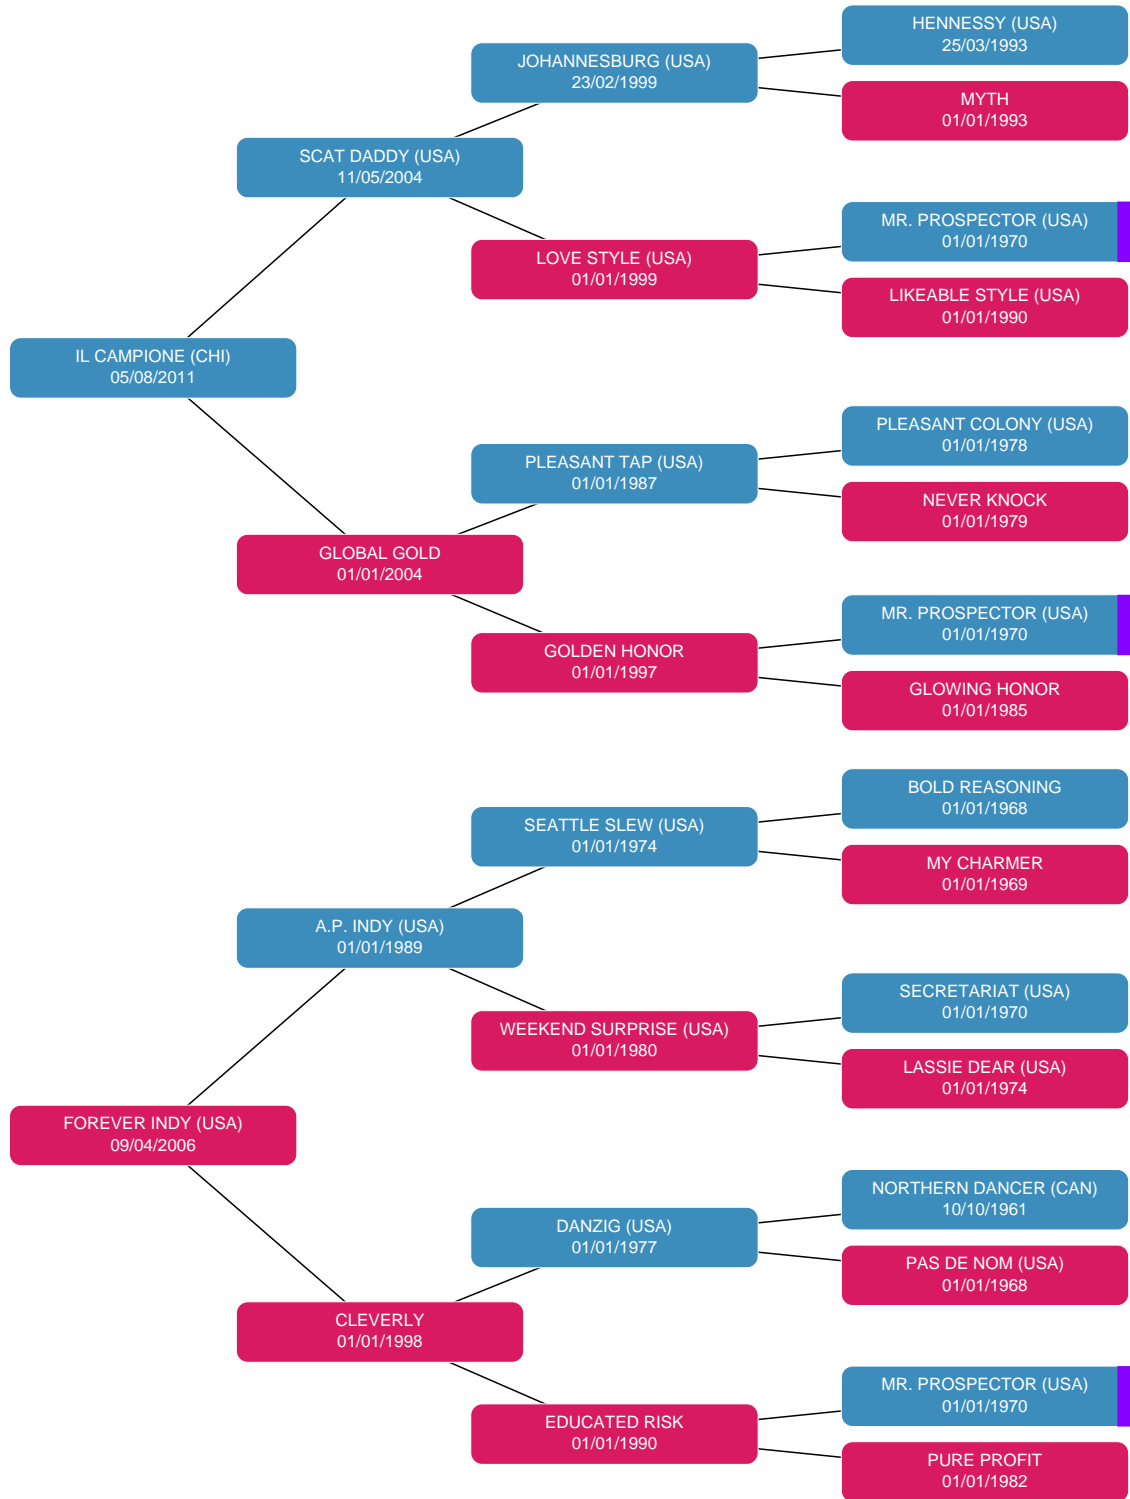 HENNESSY (USA)
25/03/1993
JOHANNESBURG (USA)
23/02/1999
MYTH
01/01/1993
SCAT DADDY (USA)
11/05/2004
MR. PROSPECTOR (USA)
01/01/1970
LOVE STYLE (USA)
01/01/1999
LIKEABLE STYLE (USA)
01/01/1990
IL CAMPIONE (CHI)
05/08/2011
PLEASANT COLONY (USA)
01/01/1978
PLEASANT TAP (USA)
01/01/1987
NEVER KNOCK
01/01/1979
GLOBAL GOLD
01/01/2004
MR. PROSPECTOR (USA)
01/01/1970
GOLDEN HONOR
01/01/1997
GLOWING HONOR
01/01/1985
BOLD REASONING
01/01/1968
SEATTLE SLEW (USA)
01/01/1974
MY CHARMER
01/01/1969
A.P. INDY (USA)
01/01/1989
SECRETARIAT (USA)
01/01/1970
WEEKEND SURPRISE (USA)
01/01/1980
LASSIE DEAR (USA)
01/01/1974
FOREVER INDY (USA)
09/04/2006
NORTHERN DANCER (CAN)
10/10/1961
DANZIG (USA)
01/01/1977
PAS DE NOM (USA)
01/01/1968
CLEVERLY
01/01/1998
MR. PROSPECTOR (USA)
01/01/1970
EDUCATED RISK
01/01/1990
PURE PROFIT
01/01/1982